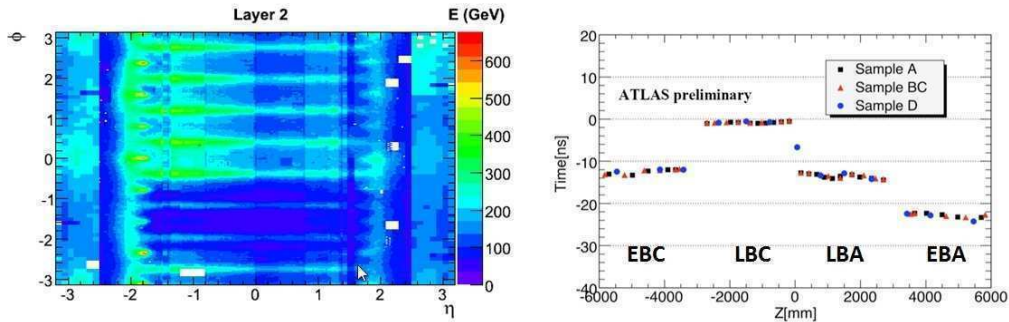 Layer 2
E (GeV)
ϕ
3
2
1
0
-1
-2
-3
-3 -2 -1 0 1 2 3
η
600
500
400
300
200
100
0
20
10
0
-10
-20
-30
-40
Time[ns]
ATLAS preliminary
Sample A
Sample BC
Sample D
EBC LBC LBA EBA
-6000 -4000 -2000 0 2000 4000 6000
Z[mm]